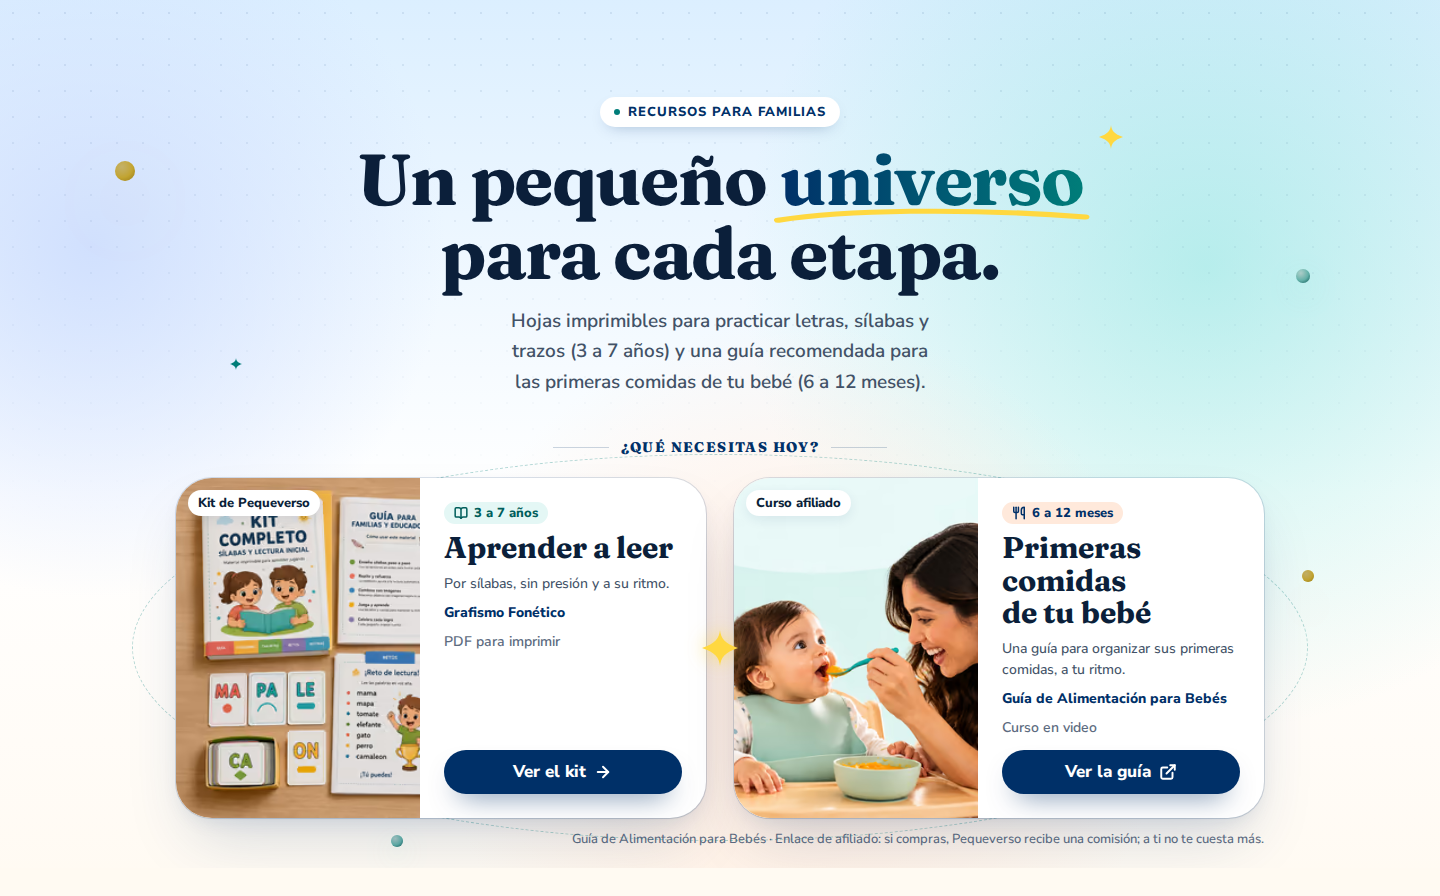 RECURSOS PARA FAMILIAS
Un pequeño universo
para cada etapa.
Hojas imprimibles para practicar letras, sílabas y
trazos (3 a 7 años) y una guía recomendada para
las primeras comidas de tu bebé (6 a 12 meses).
¿QUÉ NECESITAS HOY?
Kit de Pequeverso
KIT
COMPLETO
SÍLABAS Y LECTURA INICIAL
GUÍA PARA
FAMILIAS Y EDUCADO
Cómo usar este material
MA
PA
LE
CA
ON
RETOS
¡Reto de lectura!
mama
mapa
tomate
elefante
gato
perro
camaleon
¡Tú puedes!
3 a 7 años
Aprender a leer
Por sílabas, sin presión y a su ritmo.
Grafismo Fonético
PDF para imprimir
Ver el kit
Curso afiliado
6 a 12 meses
Primeras
comidas
de tu bebé
Una guía para organizar sus primeras
comidas, a tu ritmo.
Guía de Alimentación para Bebés
Curso en video
Ver la guía
Guía de Alimentación para Bebés · Enlace de afiliado: si compras, Pequeverso recibe una comisión; a ti no te cuesta más.